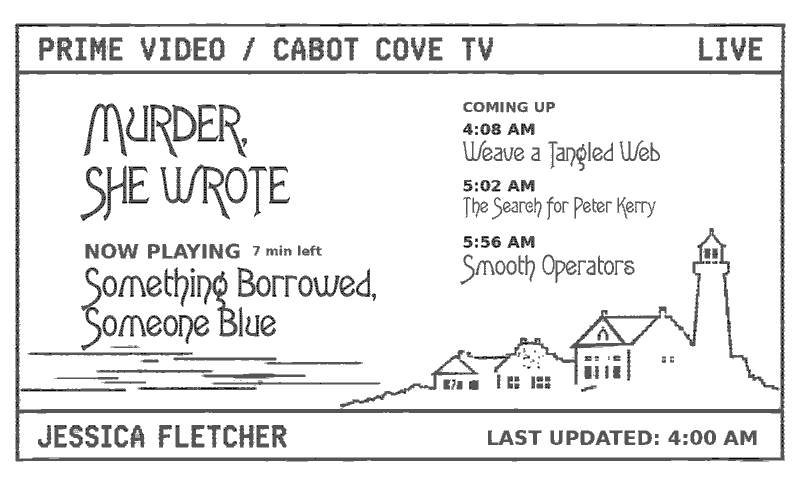 PRIME VIDEO / CABOT COVE TV
LIVE
MURDER,
SHE WROTE
NOW PLAYING 7 min left
Something Borrowed,
Someone Blue
COMING UP
4:08 AM
Weave a Tangled Web
5:02 AM
The Search for Peter Kerry
5:56 AM
Smooth Operators
JESSICA FLETCHER
LAST UPDATED: 4:00 AM